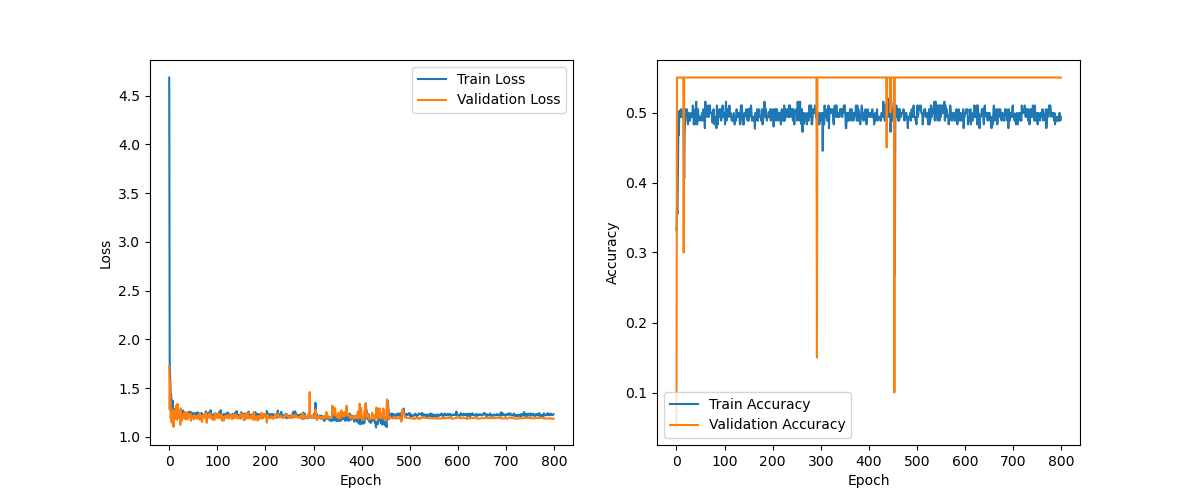 Train Loss
Validation Loss
4.5
4.0
3.5
3.0
2.5
2.0
1.5
1.0
Loss
0 100 200 300 400 500 600 700 800
Epoch
0.5
0.4
0.3
0.2
0.1
Accuracy
Train Accuracy
Validation Accuracy
0 100 200 300 400 500 600 700 800
Epoch